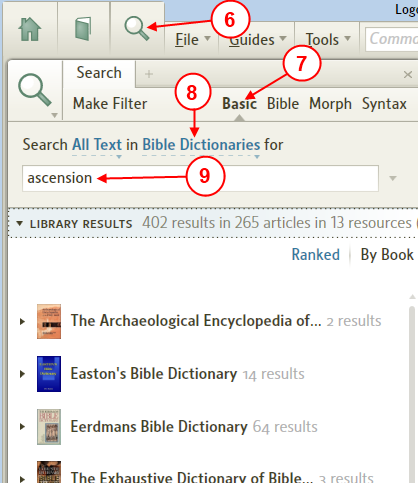 Logo
6
File Guides Tools Comma
7
Search
Make Filter Basic Bible Morph Syntax
8
Search All Text in Bible Dictionaries for
ascension 9
LIBRARY RESULTS 402 results in 265 articles in 13 resources (
Ranked | By Book
The Archaeological Encyclopedia of... 2 results
Easton's Bible Dictionary 14 results
Eerdmans Bible Dictionary 64 results
The Exhaustive Dictionary of Bible... 3 results